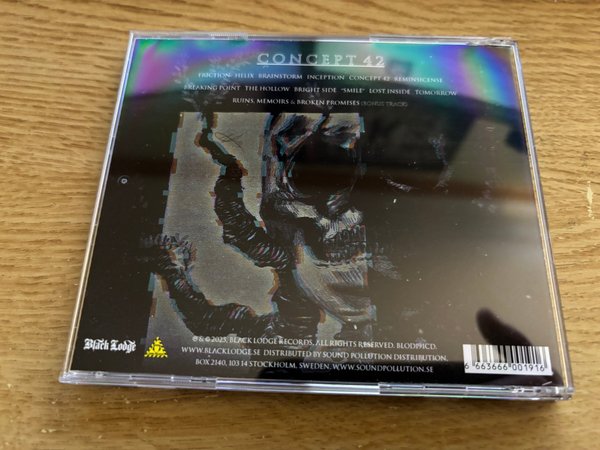 CONCEPT 42
FRICTION HELIX BRAINSTORM INCEPTION CONCEPT 42 REMINISCENSE
BREAKING POINT THE HOLLOW BRIGHT SIDE "SMILE" LOST INSIDE TOMORROW
RUINS, MEMOIRS & BROKEN PROMISES (BONUS TRACK)
Black Lodge
℗ & © 2023, BLACK LODGE RECORDS. ALL RIGHTS RESERVED. BLOD191CD.
WWW.BLACKLODGE.SE DISTRIBUTED BY SOUND POLLUTION DISTRIBUTION.
BOX 2140, 103 14 STOCKHOLM, SWEDEN. WWW.SOUNDPOLLUTION.SE
6 663666 001916